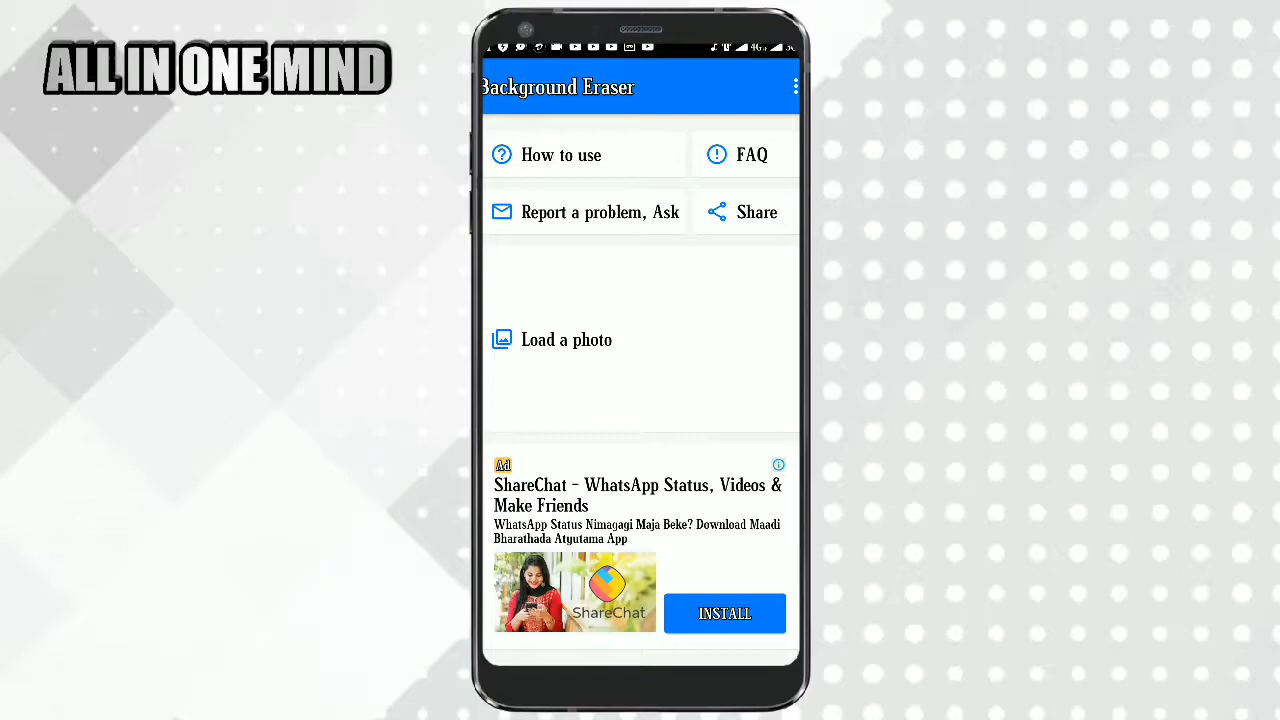 ALL IN ONE MIND
Background Eraser
How to use
FAQ
Report a problem, Ask
Share
Load a photo
Ad
ShareChat - WhatsApp Status, Videos &
Make Friends
WhatsApp Status Nimagagi Maja Beke? Download Maadi
Bharathada Atyutama App
ShareChat
INSTALL